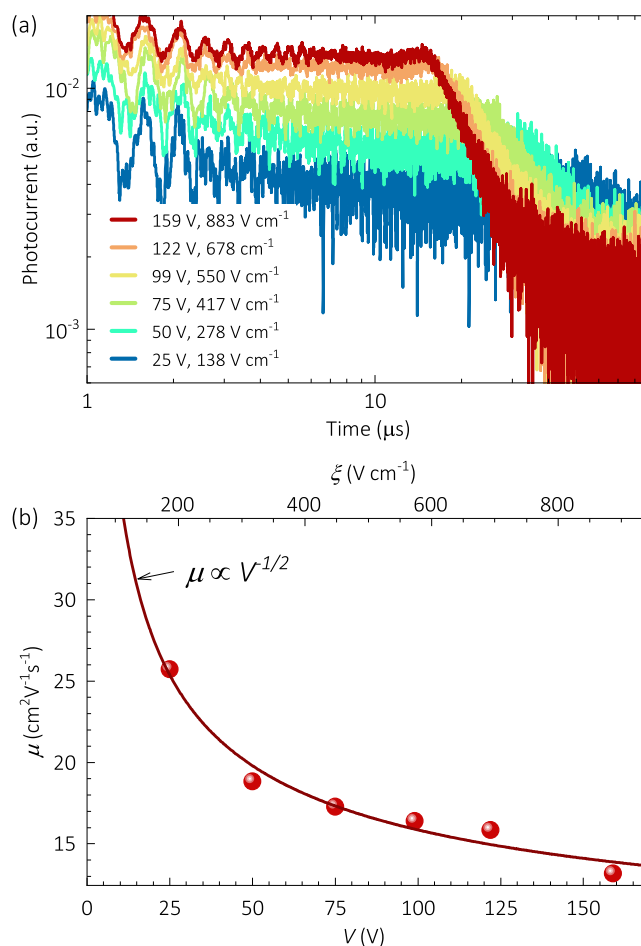 (a)
Photocurrent (a.u.)
10⁻²
10⁻³
159 V, 883 V cm⁻¹
122 V, 678 cm⁻¹
99 V, 550 V cm⁻¹
75 V, 417 V cm⁻¹
50 V, 278 V cm⁻¹
25 V, 138 V cm⁻¹
1 10
Time (μs)
ξ (V cm⁻¹)
(b)
200 400 600 800
μ ∝ V⁻¹/²
μ (cm²V⁻¹s⁻¹)
35
30
25
20
15
0 25 50 75 100 125 150
V (V)